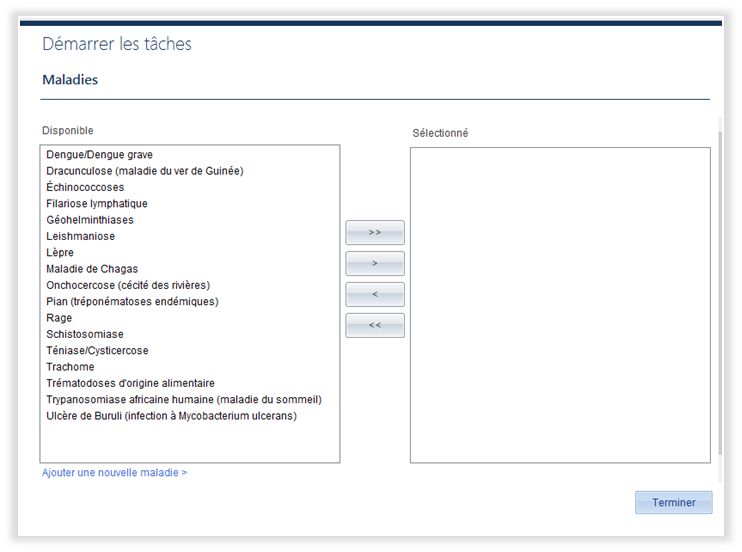 Démarrer les tâches
Maladies
Disponible
Dengue/Dengue grave
Dracunculose (maladie du ver de Guinée)
Échinococcoses
Filariose lymphatique
Géohelminthiases
Leishmaniose
Lèpre
Maladie de Chagas
Onchocercose (cécité des rivières)
Pian (tréponématoses endémiques)
Rage
Schistosomiase
Téniase/Cysticercose
Trachome
Trématodoses d'origine alimentaire
Trypanosomiase africaine humaine (maladie du sommeil)
Ulcère de Buruli (infection à Mycobacterium ulcerans)
Ajouter une nouvelle maladie >
>>
>
<
<<
Sélectionné
Terminer